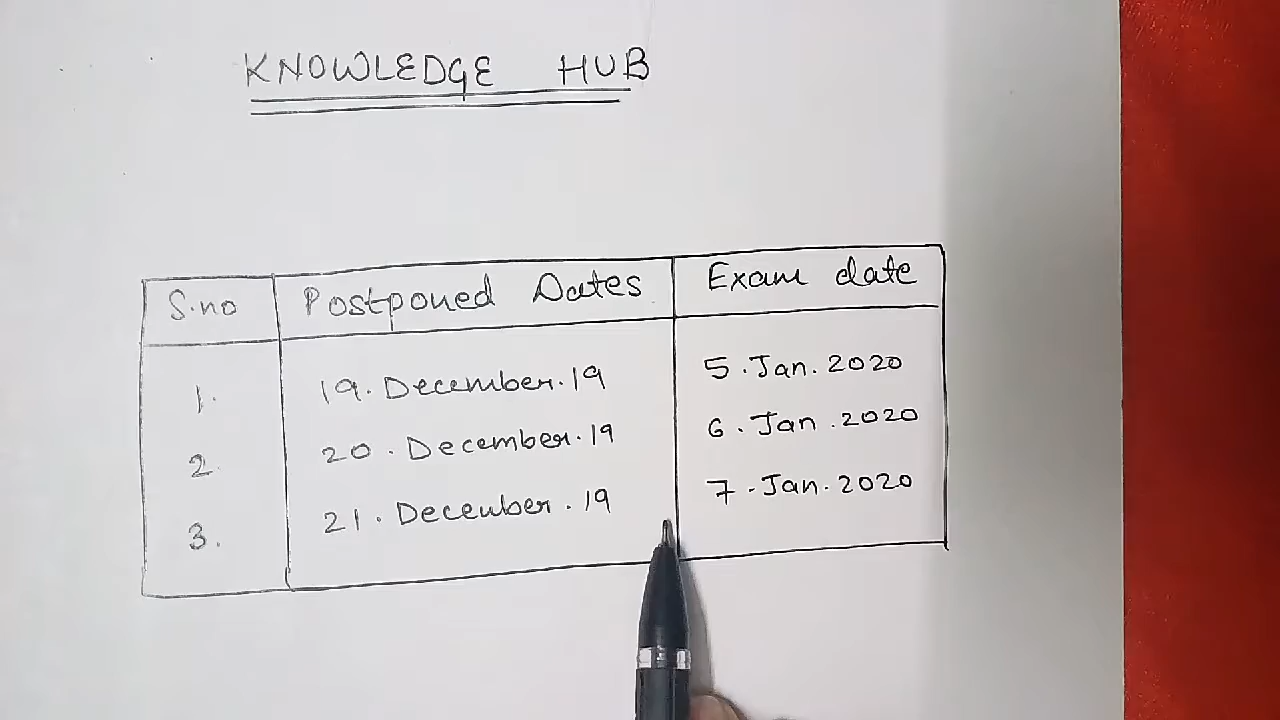 KNOWLEDGE HUB
S.no Postponed Dates Exam date
1. 19. December. 19 5. Jan. 2020
2. 20. December. 19 6. Jan. 2020
3. 21. December. 19 7. Jan. 2020